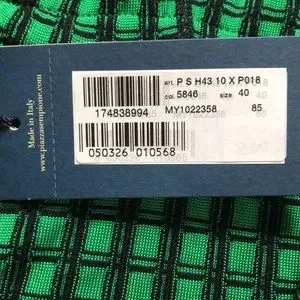 Made in Italy
www.piazzasempione.com
art. P S H43 10 X P018
col 5846 size 40
174838994 MY1022358 85
050326 010568